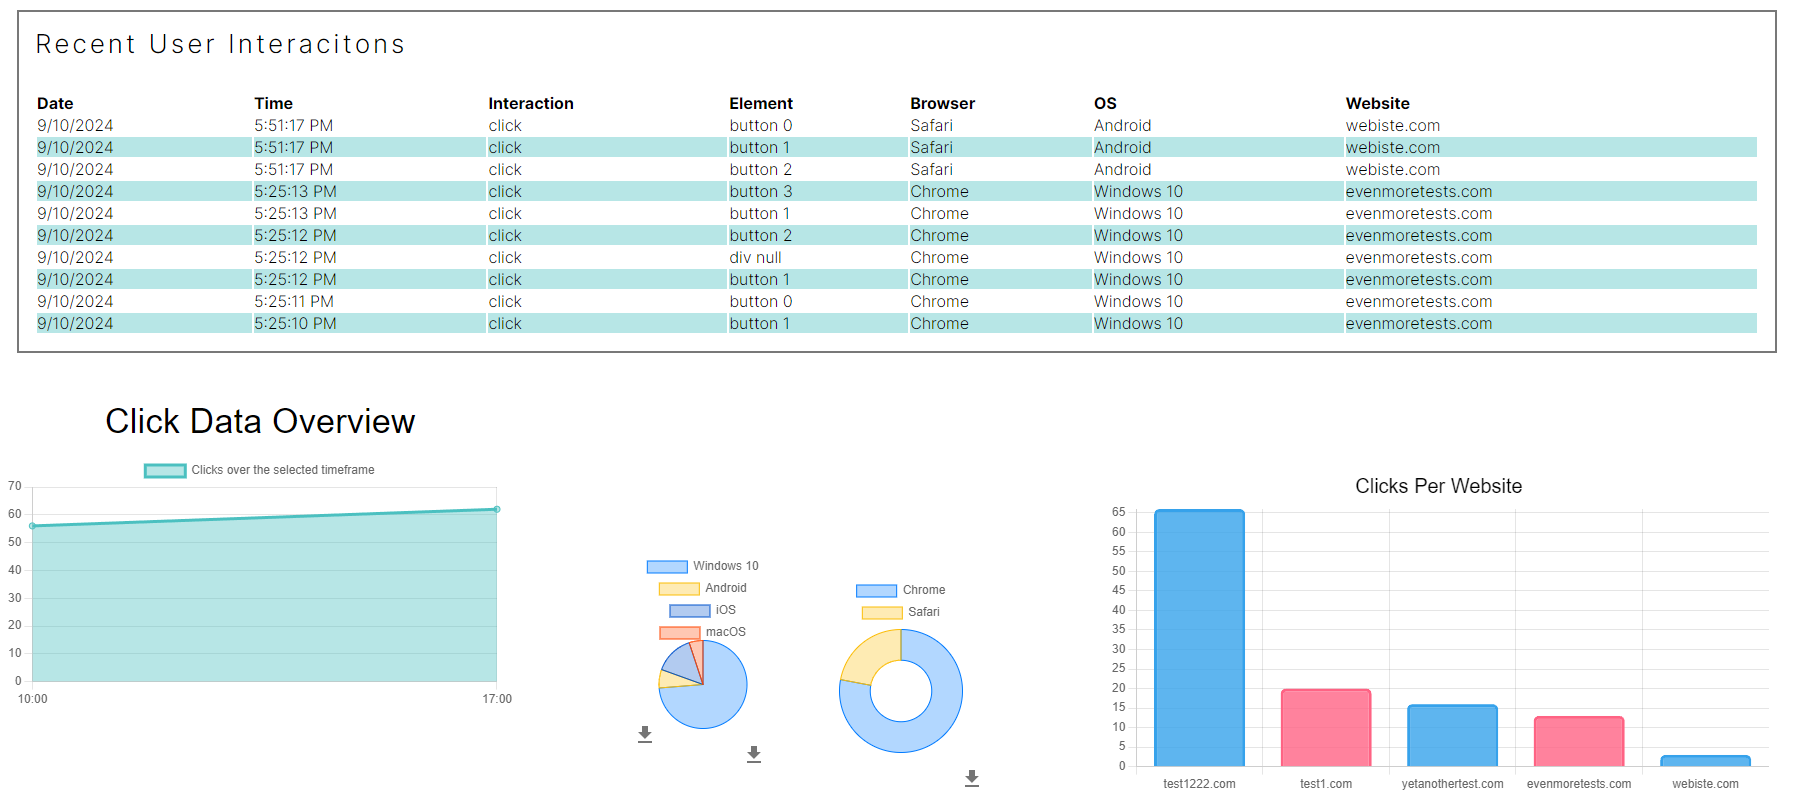 Recent User Interacitons
Date Time Interaction Element Browser OS Website
9/10/2024 5:51:17 PM click button 0 Safari Android webiste.com
9/10/2024 5:51:17 PM click button 1 Safari Android webiste.com
9/10/2024 5:51:17 PM click button 2 Safari Android webiste.com
9/10/2024 5:25:13 PM click button 3 Chrome Windows 10 evenmoretests.com
9/10/2024 5:25:13 PM click button 1 Chrome Windows 10 evenmoretests.com
9/10/2024 5:25:12 PM click button 2 Chrome Windows 10 evenmoretests.com
9/10/2024 5:25:12 PM click div null Chrome Windows 10 evenmoretests.com
9/10/2024 5:25:12 PM click button 1 Chrome Windows 10 evenmoretests.com
9/10/2024 5:25:11 PM click button 0 Chrome Windows 10 evenmoretests.com
9/10/2024 5:25:10 PM click button 1 Chrome Windows 10 evenmoretests.com
Click Data Overview
Clicks over the selected timeframe
70
60
50
40
30
20
10
0
10:00 17:00
Windows 10
Android
iOS
macOS
Chrome
Safari
Clicks Per Website
65
60
55
50
45
40
35
30
25
20
15
10
5
0
test1222.com test1.com yetanothertest.com evenmoretests.com webiste.com